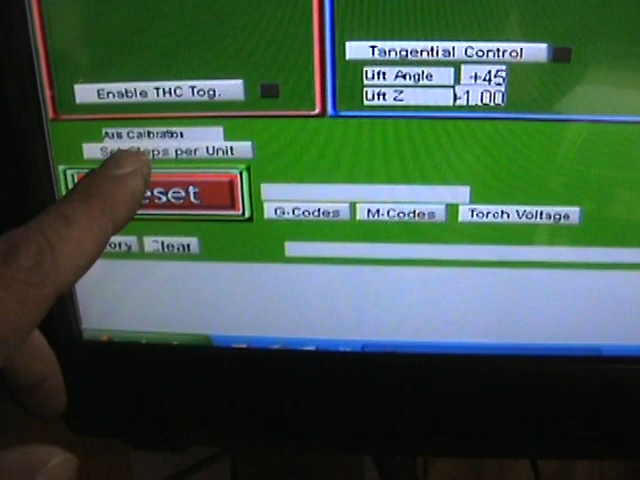 Tangential Control
Lift Angle +45
Lift Z +1.00
Enable THC Tog.
Axis Calibration
Set Steps per Unit
eset
G-Codes M-Codes Torch Voltage
ory Clear